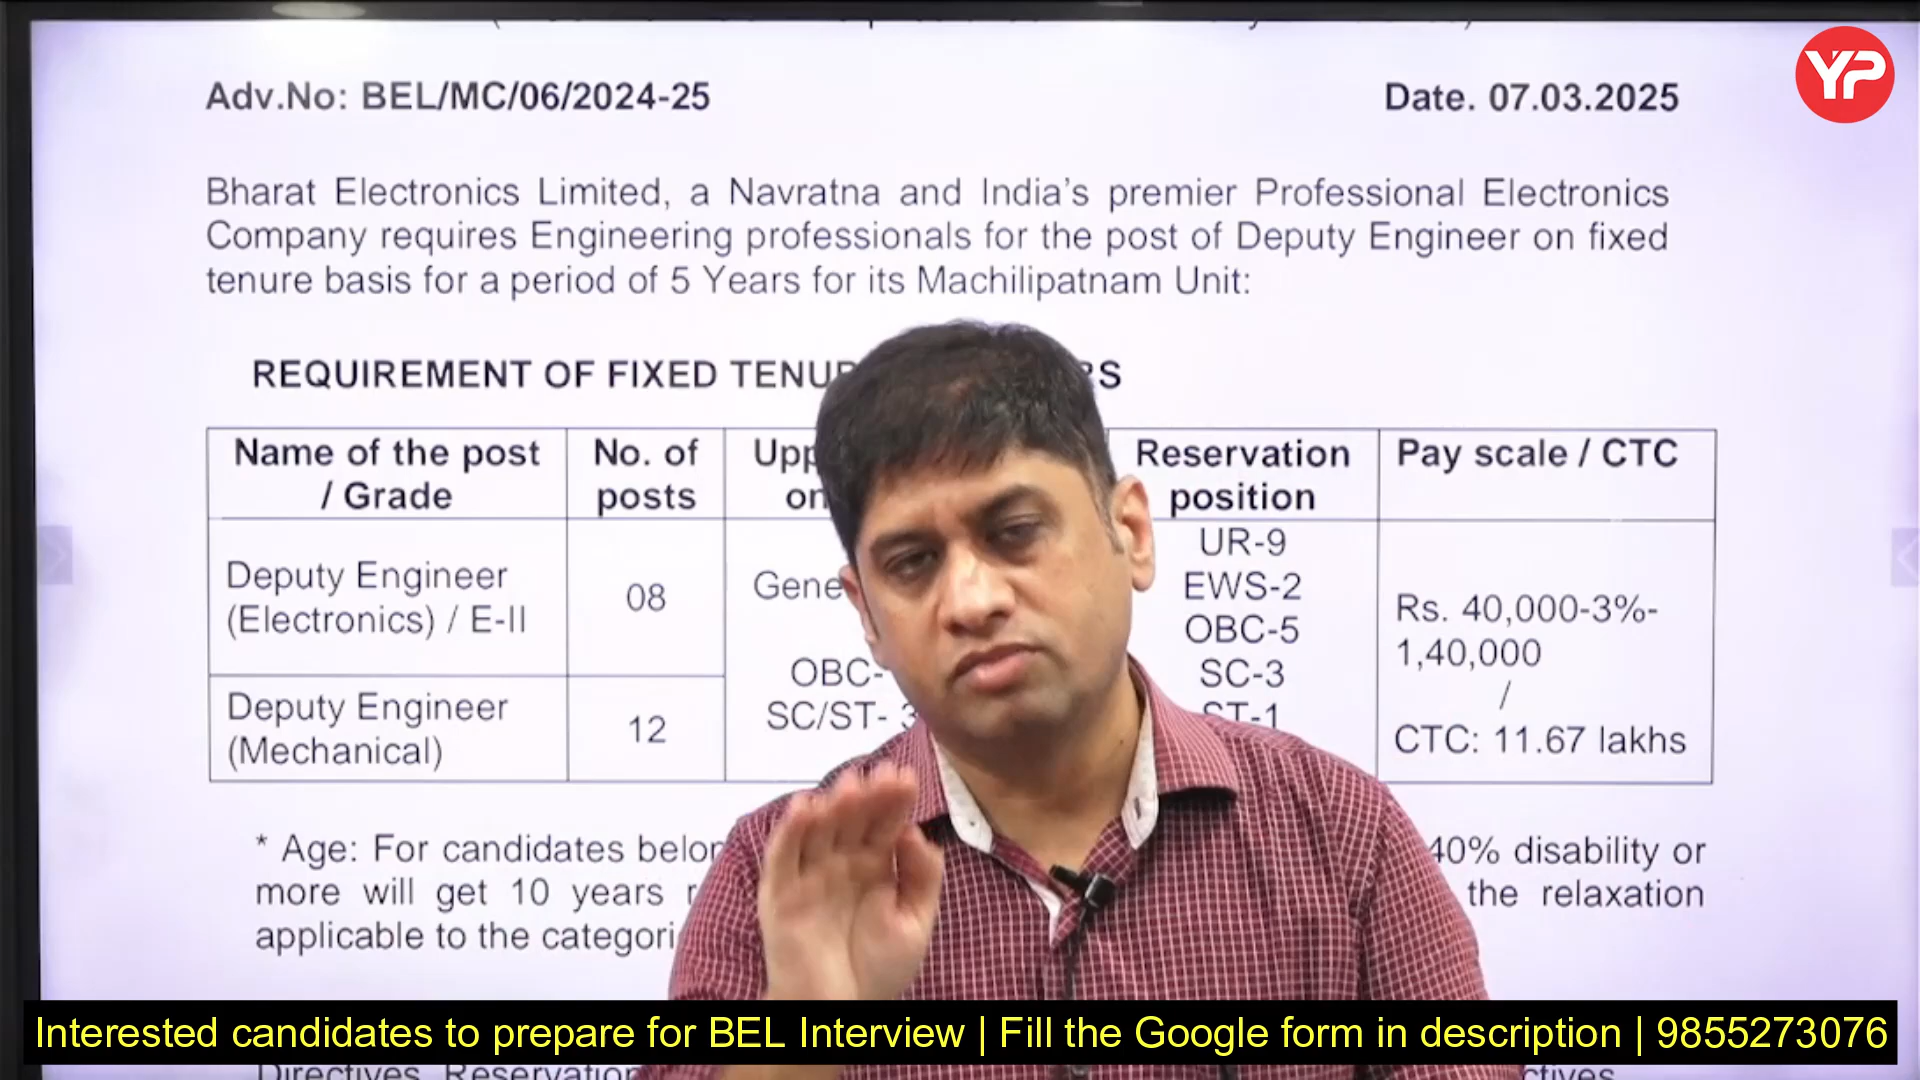 YP
Adv.No: BEL/MC/06/2024-25
Date. 07.03.2025
Bharat Electronics Limited, a Navratna and India's premier Professional Electronics
Company requires Engineering professionals for the post of Deputy Engineer on fixed
tenure basis for a period of 5 Years for its Machilipatnam Unit:
REQUIREMENT OF FIXED
Name of the post
/ Grade
No. of
posts
Reservation
position
Pay scale / CTC
Deputy Engineer
(Electronics) / E-II
08
Deputy Engineer
(Mechanical)
12
OBC-
SC/ST-
UR-9
EWS-2
OBC-5
SC-3
ST-1
Rs. 40,000-3%-
1,40,000
/
CTC: 11.67 lakhs
* Age: For candidates 40% disability or
more will get 10 years the relaxation
applicable to the
Interested candidates to prepare for BEL Interview | Fill the Google form in description | 9855273076